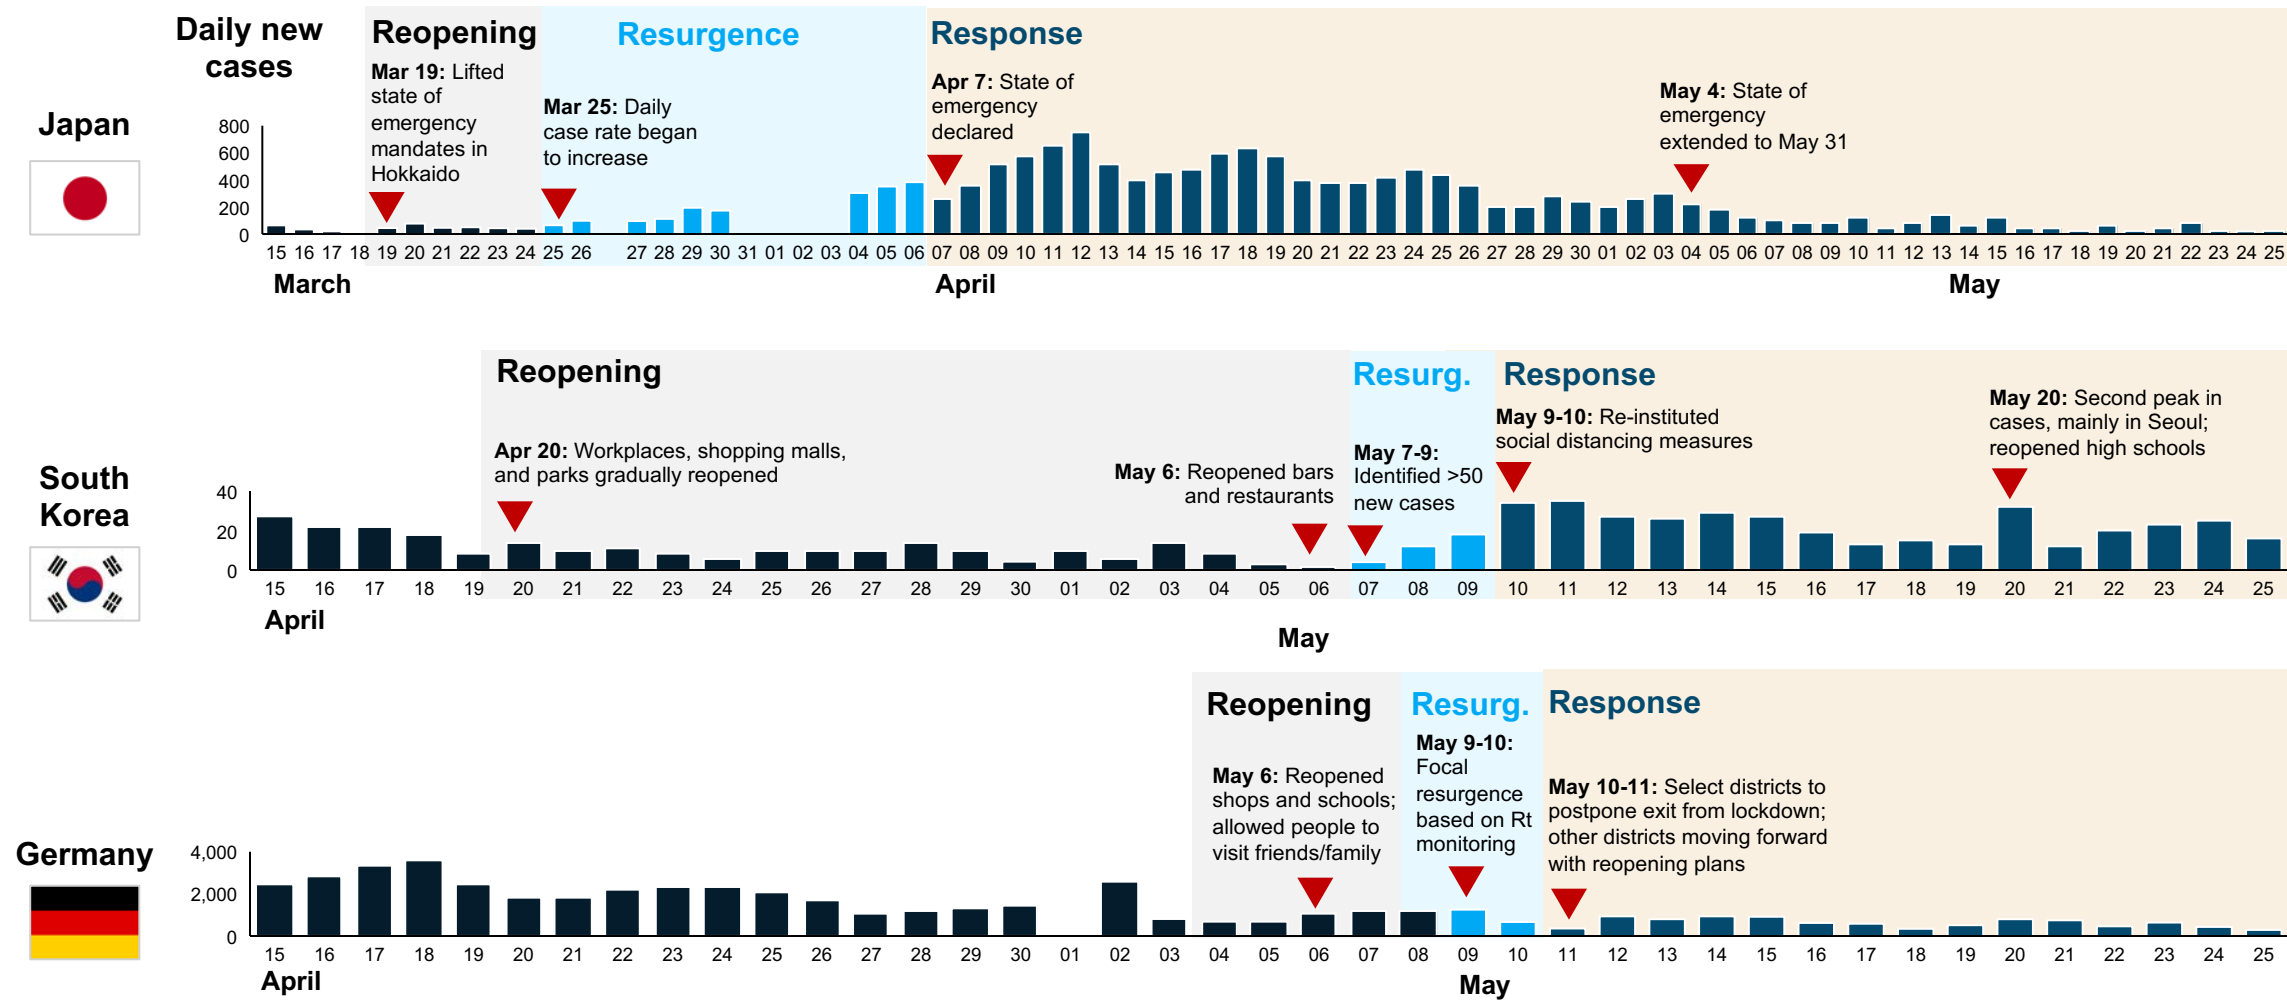 Daily new
cases
Reopening
Resurgence
Response
Mar 19: Lifted
state of
emergency
mandates in
Hokkaido
Mar 25: Daily
case rate began
to increase
Apr 7: State of
emergency
declared
May 4: State of
emergency
extended to May 31
Japan
800
600
400
200
0
15 16 17 18 19 20 21 22 23 24 25 26 27 28 29 30 31 01 02 03 04 05 06 07 08 09 10 11 12 13 14 15 16 17 18 19 20 21 22 23 24 25 26 27 28 29 30 01 02 03 04 05 06 07 08 09 10 11 12 13 14 15 16 17 18 19 20 21 22 23 24 25
March April May
Reopening
Resurg.
Response
Apr 20: Workplaces, shopping malls,
and parks gradually reopened
May 6: Reopened bars
and restaurants
May 7-9:
Identified >50
new cases
May 9-10: Re-instituted
social distancing measures
May 20: Second peak in
cases, mainly in Seoul;
reopened high schools
South
Korea
40
20
0
15 16 17 18 19 20 21 22 23 24 25 26 27 28 29 30 01 02 03 04 05 06 07 08 09 10 11 12 13 14 15 16 17 18 19 20 21 22 23 24 25
April
May
Reopening
Resurg.
Response
May 6: Reopened
shops and schools;
allowed people to
visit friends/family
May 9-10:
Focal
resurgence
based on Rt
monitoring
May 10-11: Select districts to
postpone exit from lockdown;
other districts moving forward
with reopening plans
Germany
4,000
2,000
0
15 16 17 18 19 20 21 22 23 24 25 26 27 28 29 30 01 02 03 04 05 06 07 08 09 10 11 12 13 14 15 16 17 18 19 20 21 22 23 24 25
April
May